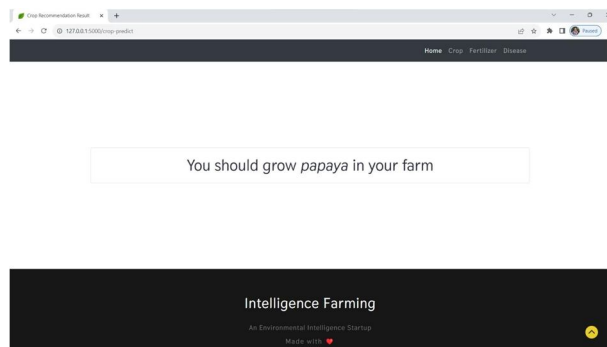 Crop Recommendation Result
127.0.0.1:5000/crop-predict
Paused
Home Crop Fertilizer Disease
You should grow papaya in your farm
Intelligence Farming
An Environmental Intelligence Startup
Made with ❤